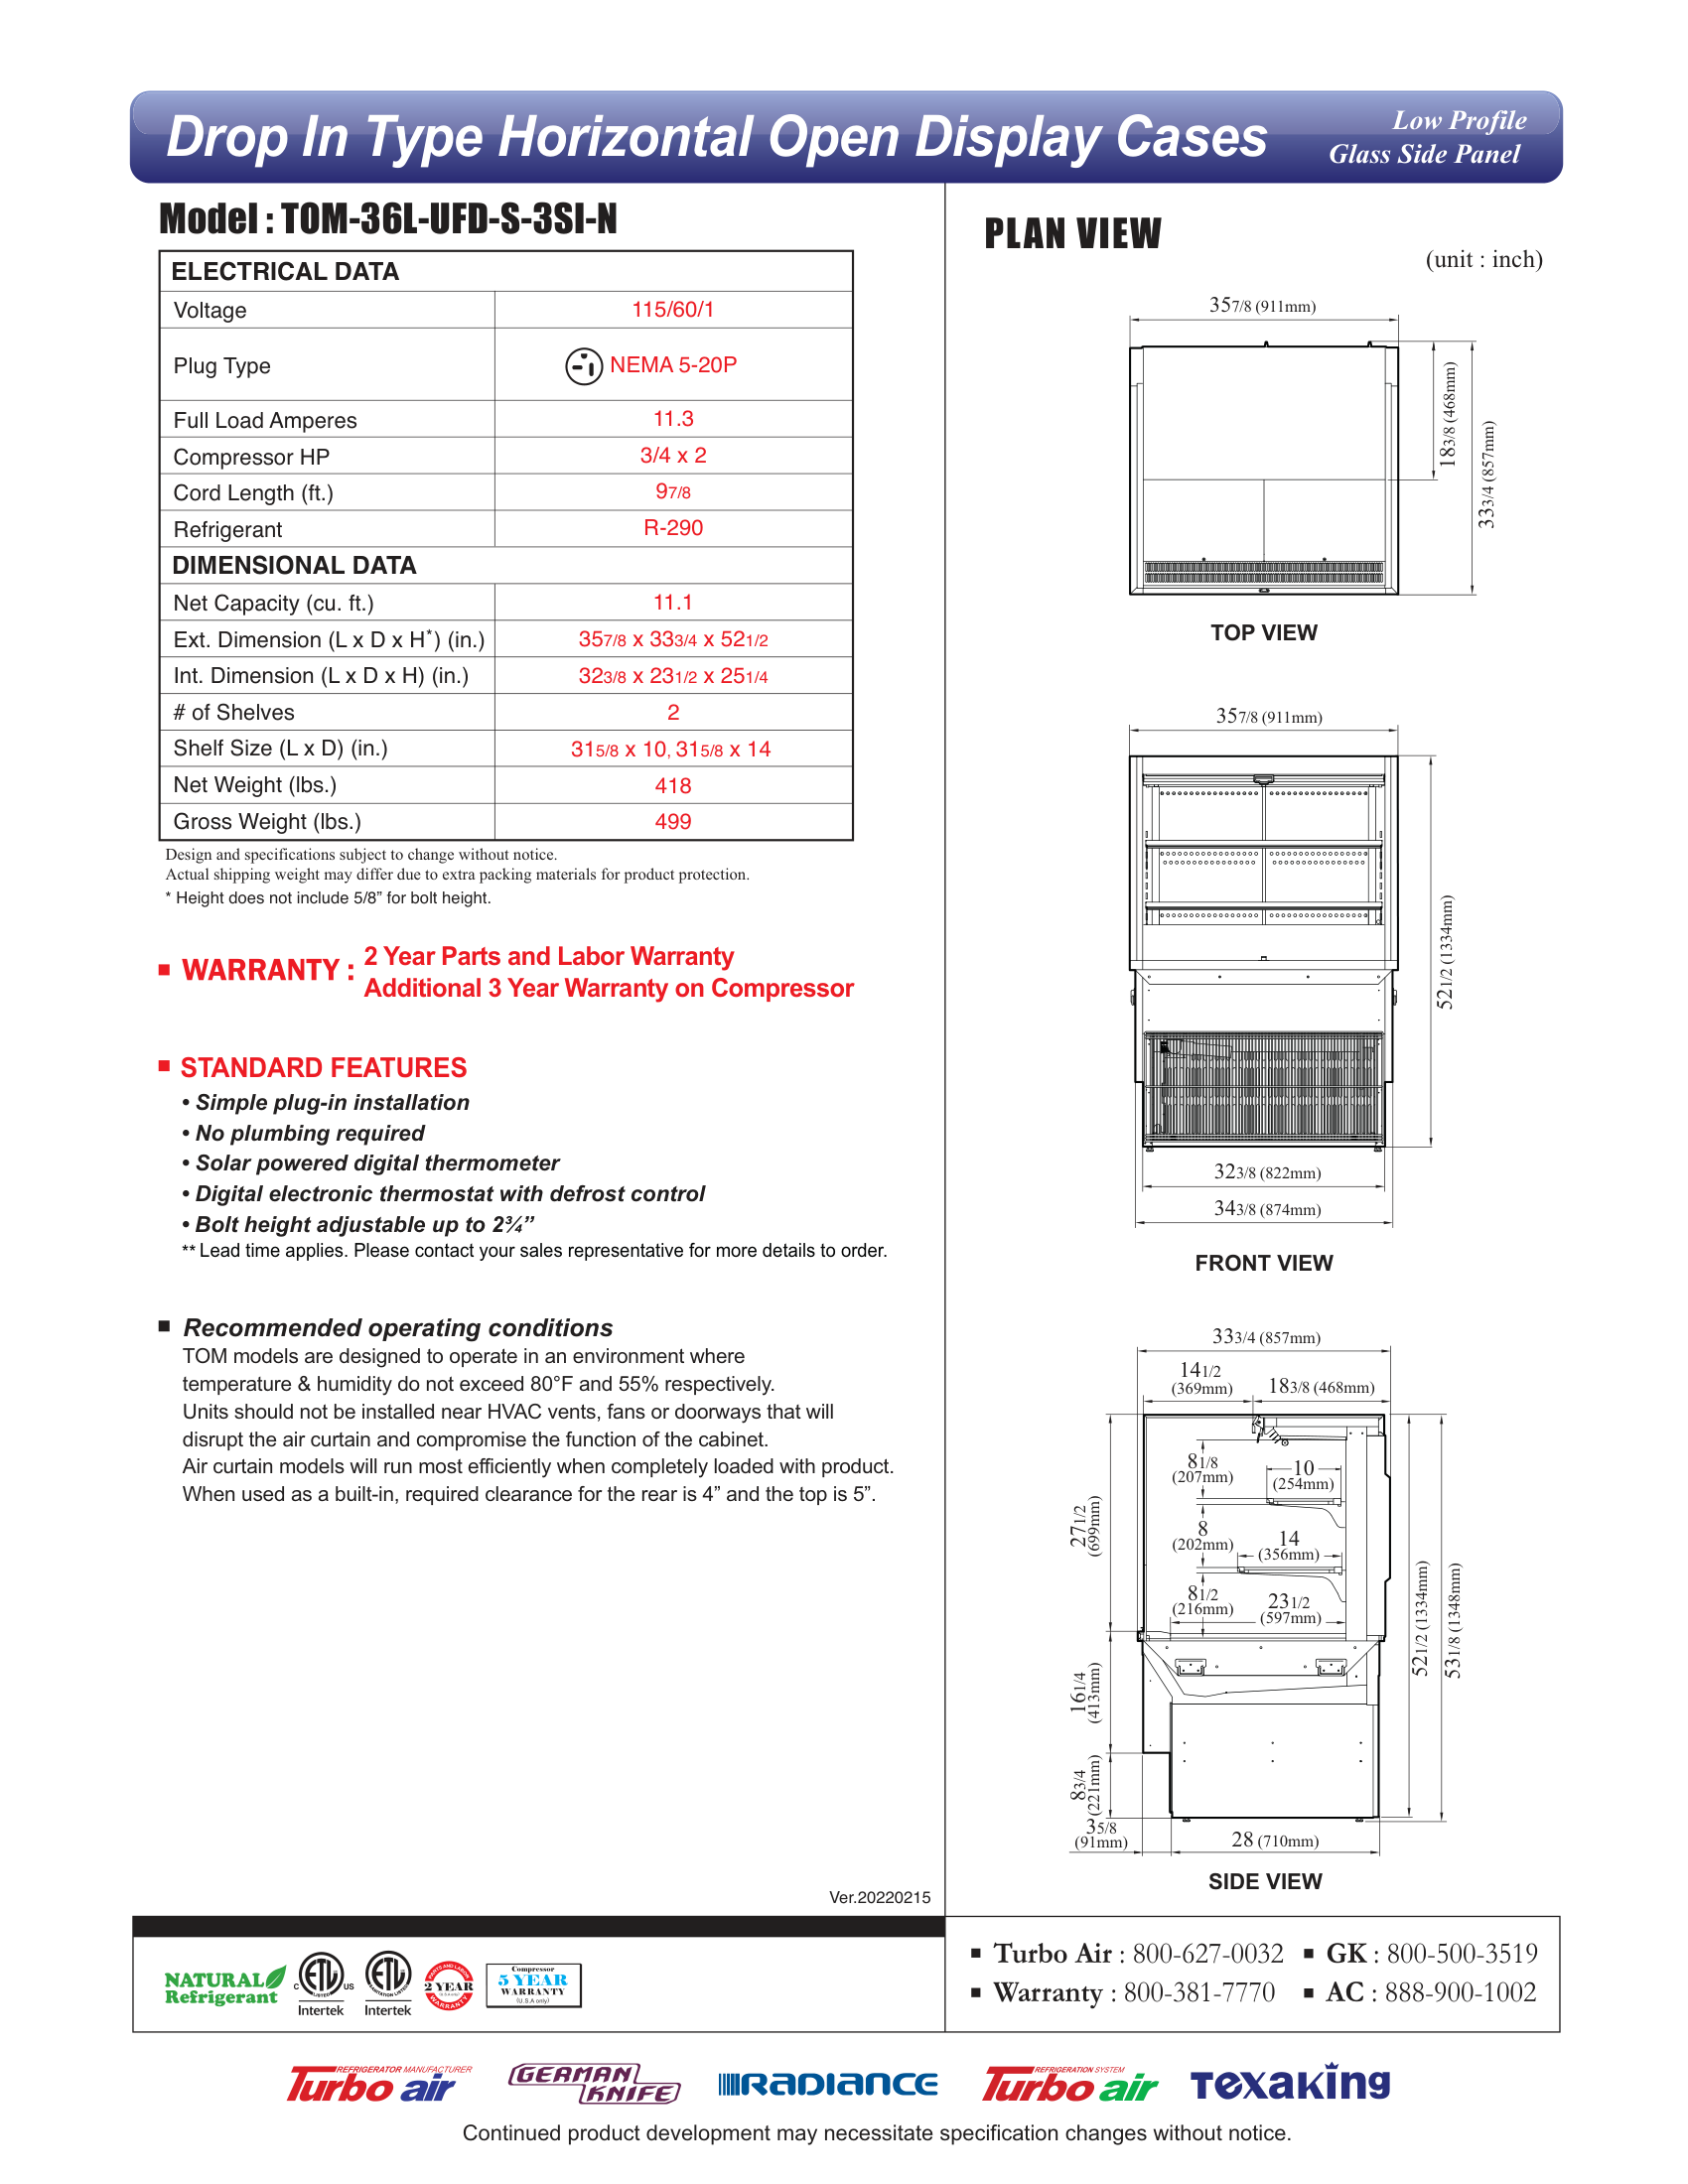 Drop In Type Horizontal Open Display Cases
Low Profile
Glass Side Panel
Model : TOM-36L-UFD-S-3SI-N
ELECTRICAL DATA
Voltage 115/60/1
Plug Type NEMA 5-20P
Full Load Amperes 11.3
Compressor HP 3/4 x 2
Cord Length (ft.) 97/8
Refrigerant R-290
DIMENSIONAL DATA
Net Capacity (cu. ft.) 11.1
Ext. Dimension (L x D x H*) (in.) 357/8 x 333/4 x 521/2
Int. Dimension (L x D x H) (in.) 323/8 x 231/2 x 251/4
# of Shelves 2
Shelf Size (L x D) (in.) 315/8 x 10, 315/8 x 14
Net Weight (lbs.) 418
Gross Weight (lbs.) 499
Design and specifications subject to change without notice.
Actual shipping weight may differ due to extra packing materials for product protection.
* Height does not include 5/8” for bolt height.
■ WARRANTY : 2 Year Parts and Labor Warranty
Additional 3 Year Warranty on Compressor
■ STANDARD FEATURES
• Simple plug-in installation
• No plumbing required
• Solar powered digital thermometer
• Digital electronic thermostat with defrost control
• Bolt height adjustable up to 2¾”
** Lead time applies. Please contact your sales representative for more details to order.
■ Recommended operating conditions
TOM models are designed to operate in an environment where
temperature & humidity do not exceed 80°F and 55% respectively.
Units should not be installed near HVAC vents, fans or doorways that will
disrupt the air curtain and compromise the function of the cabinet.
Air curtain models will run most efficiently when completely loaded with product.
When used as a built-in, required clearance for the rear is 4” and the top is 5”.
Ver.20220215
PLAN VIEW
(unit : inch)
357/8 (911mm)
183/8 (468mm)
333/4 (857mm)
TOP VIEW
357/8 (911mm)
521/2 (1334mm)
323/8 (822mm)
343/8 (874mm)
FRONT VIEW
333/4 (857mm)
141/2
(369mm)
183/8 (468mm)
81/8
(207mm)
10
(254mm)
271/2
(699mm)
8
(202mm)
14
(356mm)
81/2
(216mm)
231/2
(597mm)
521/2 (1334mm)
531/8 (1348mm)
161/4
(413mm)
83/4
(221mm)
35/8
(91mm)
28 (710mm)
SIDE VIEW
NATURAL
Refrigerant
C ETL US
LISTED
Intertek
ETL
SANITATION LISTED
Intertek
PARTS AND LABOR
2 YEAR
WARRANTY
Compressor
5 YEAR
WARRANTY
(U.S.A only)
■ Turbo Air : 800-627-0032 ■ GK : 800-500-3519
■ Warranty : 800-381-7770 ■ AC : 888-900-1002
REFRIGERATOR MANUFACTURER
Turbo air
GERMAN
KNIFE
RADIANCE
REFRIGERATION SYSTEM
Turbo air
TEXAKING
Continued product development may necessitate specification changes without notice.